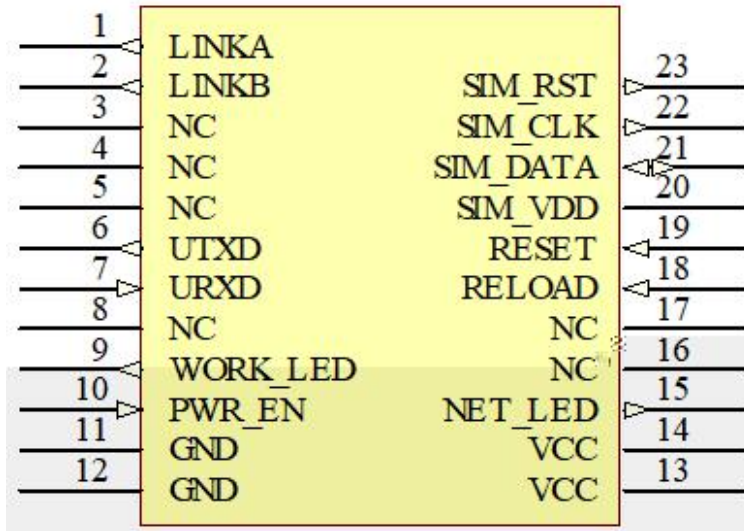 1 LINKA
2 LINKB SIM_RST 23
3 NC SIM_CLK 22
4 NC SIM_DATA 21
5 NC SIM_VDD 20
6 UTXD RESET 19
7 URXD RELOAD 18
8 NC NC 17
9 WORK_LED NC 16
10 PWR_EN NET_LED 15
11 GND VCC 14
12 GND VCC 13